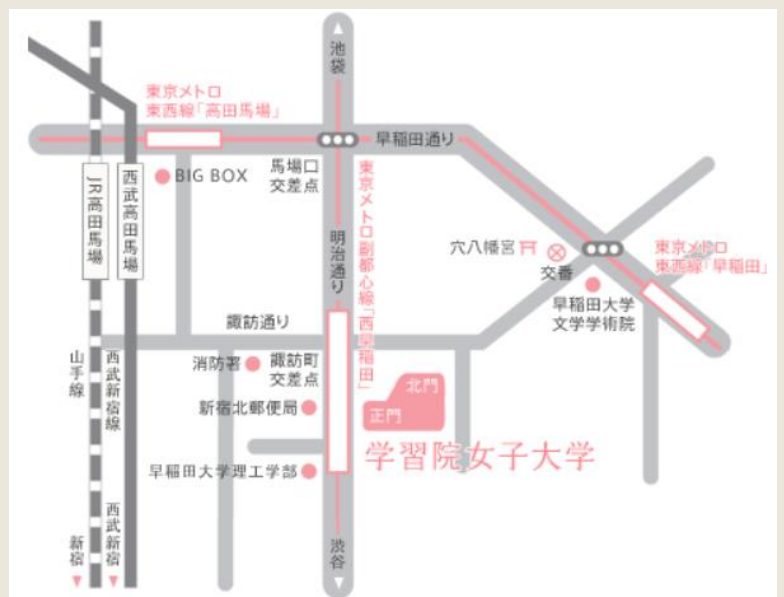 池袋
東京メトロ
東西線「高田馬場」
早稲田通り
BIG BOX
馬場口
交差点
JR高田馬場
西武高田馬場
明治通り
東京メトロ副都心線「西早稲田」
穴八幡宮
交番
東京メトロ
東西線「早稲田」
早稲田大学
文学学術院
諏訪通り
消防署
諏訪町
交差点
山手線
西武新宿線
新宿北郵便局
北門
正門
学習院女子大学
早稲田大学理工学部
新宿
西武新宿
渋谷